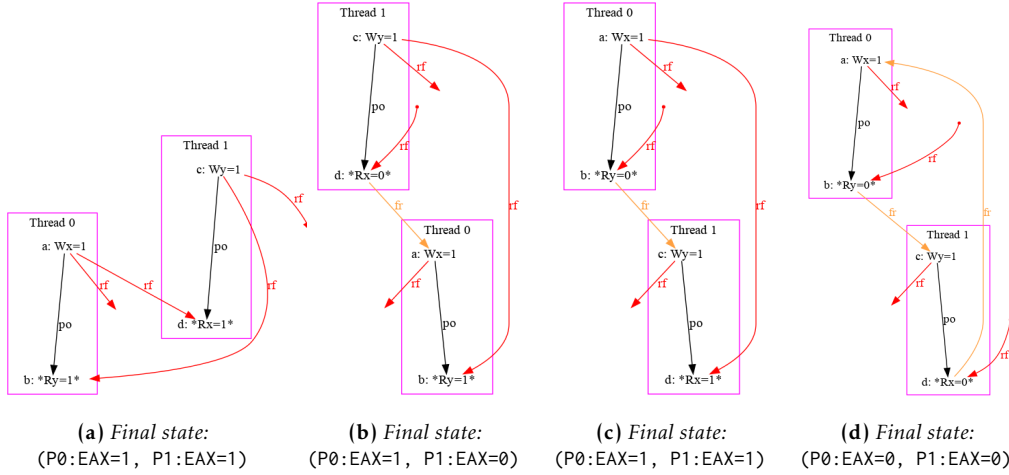 Thread 1
c: Wy=1
rf
po
rf
d: *Rx=0*
fr
rf
Thread 0
a: Wx=1
rf
po
b: *Ry=1*
Thread 0
a: Wx=1
rf
po
rf
b: *Ry=0*
fr
rf
Thread 1
c: Wy=1
rf
po
d: *Rx=1*
Thread 0
a: Wx=1
rf
po
rf
b: *Ry=0*
fr
fr
Thread 1
c: Wy=1
rf
po
rf
d: *Rx=0*
Thread 1
c: Wy=1
rf
po
d: *Rx=1*
Thread 0
a: Wx=1
rf
rf
rf
po
b: *Ry=1*
(a) Final state:
(P0:EAX=1, P1:EAX=1)
(b) Final state:
(P0:EAX=1, P1:EAX=0)
(c) Final state:
(P0:EAX=1, P1:EAX=1)
(d) Final state:
(P0:EAX=0, P1:EAX=0)